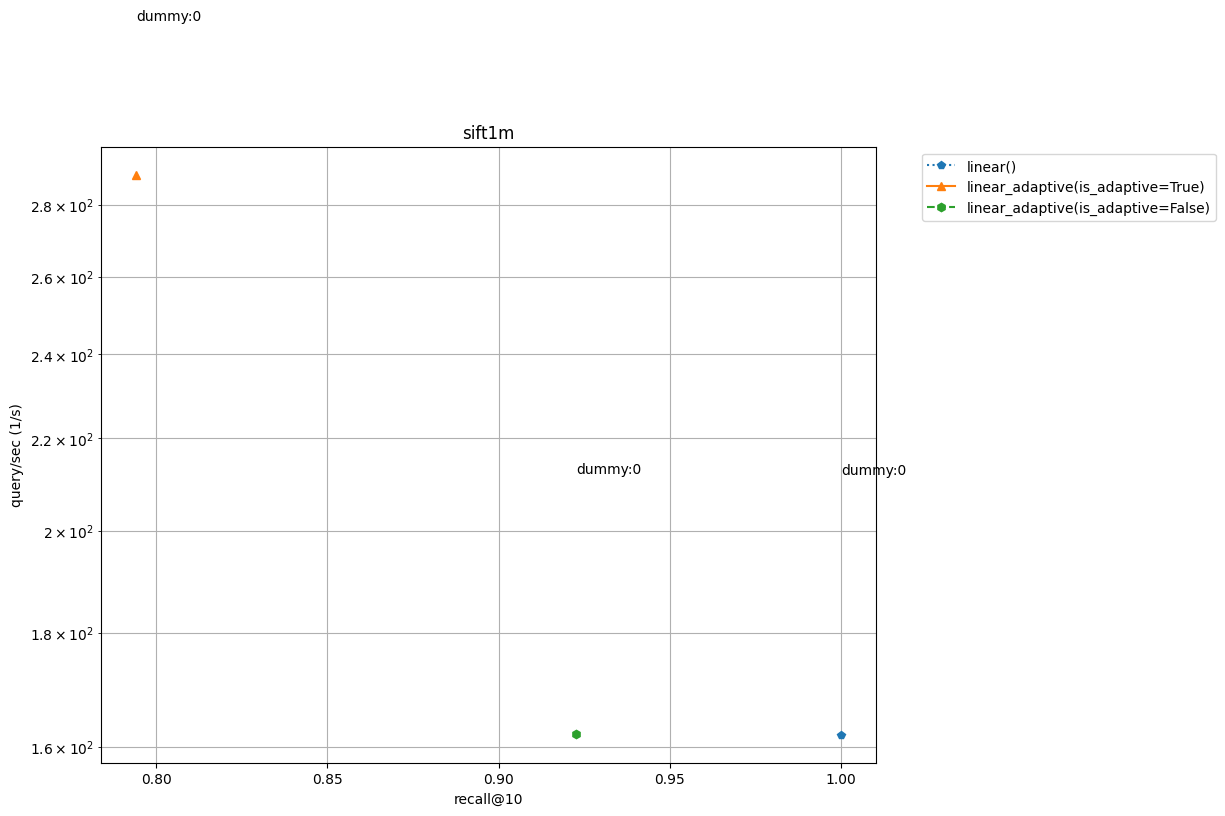 dummy:0
sift1m
linear()
linear_adaptive(is_adaptive=True)
linear_adaptive(is_adaptive=False)
2.8 × 10²
2.6 × 10²
2.4 × 10²
2.2 × 10²
2 × 10²
1.8 × 10²
1.6 × 10²
query/sec (1/s)
dummy:0
dummy:0
0.80
0.85
0.90
0.95
1.00
recall@10